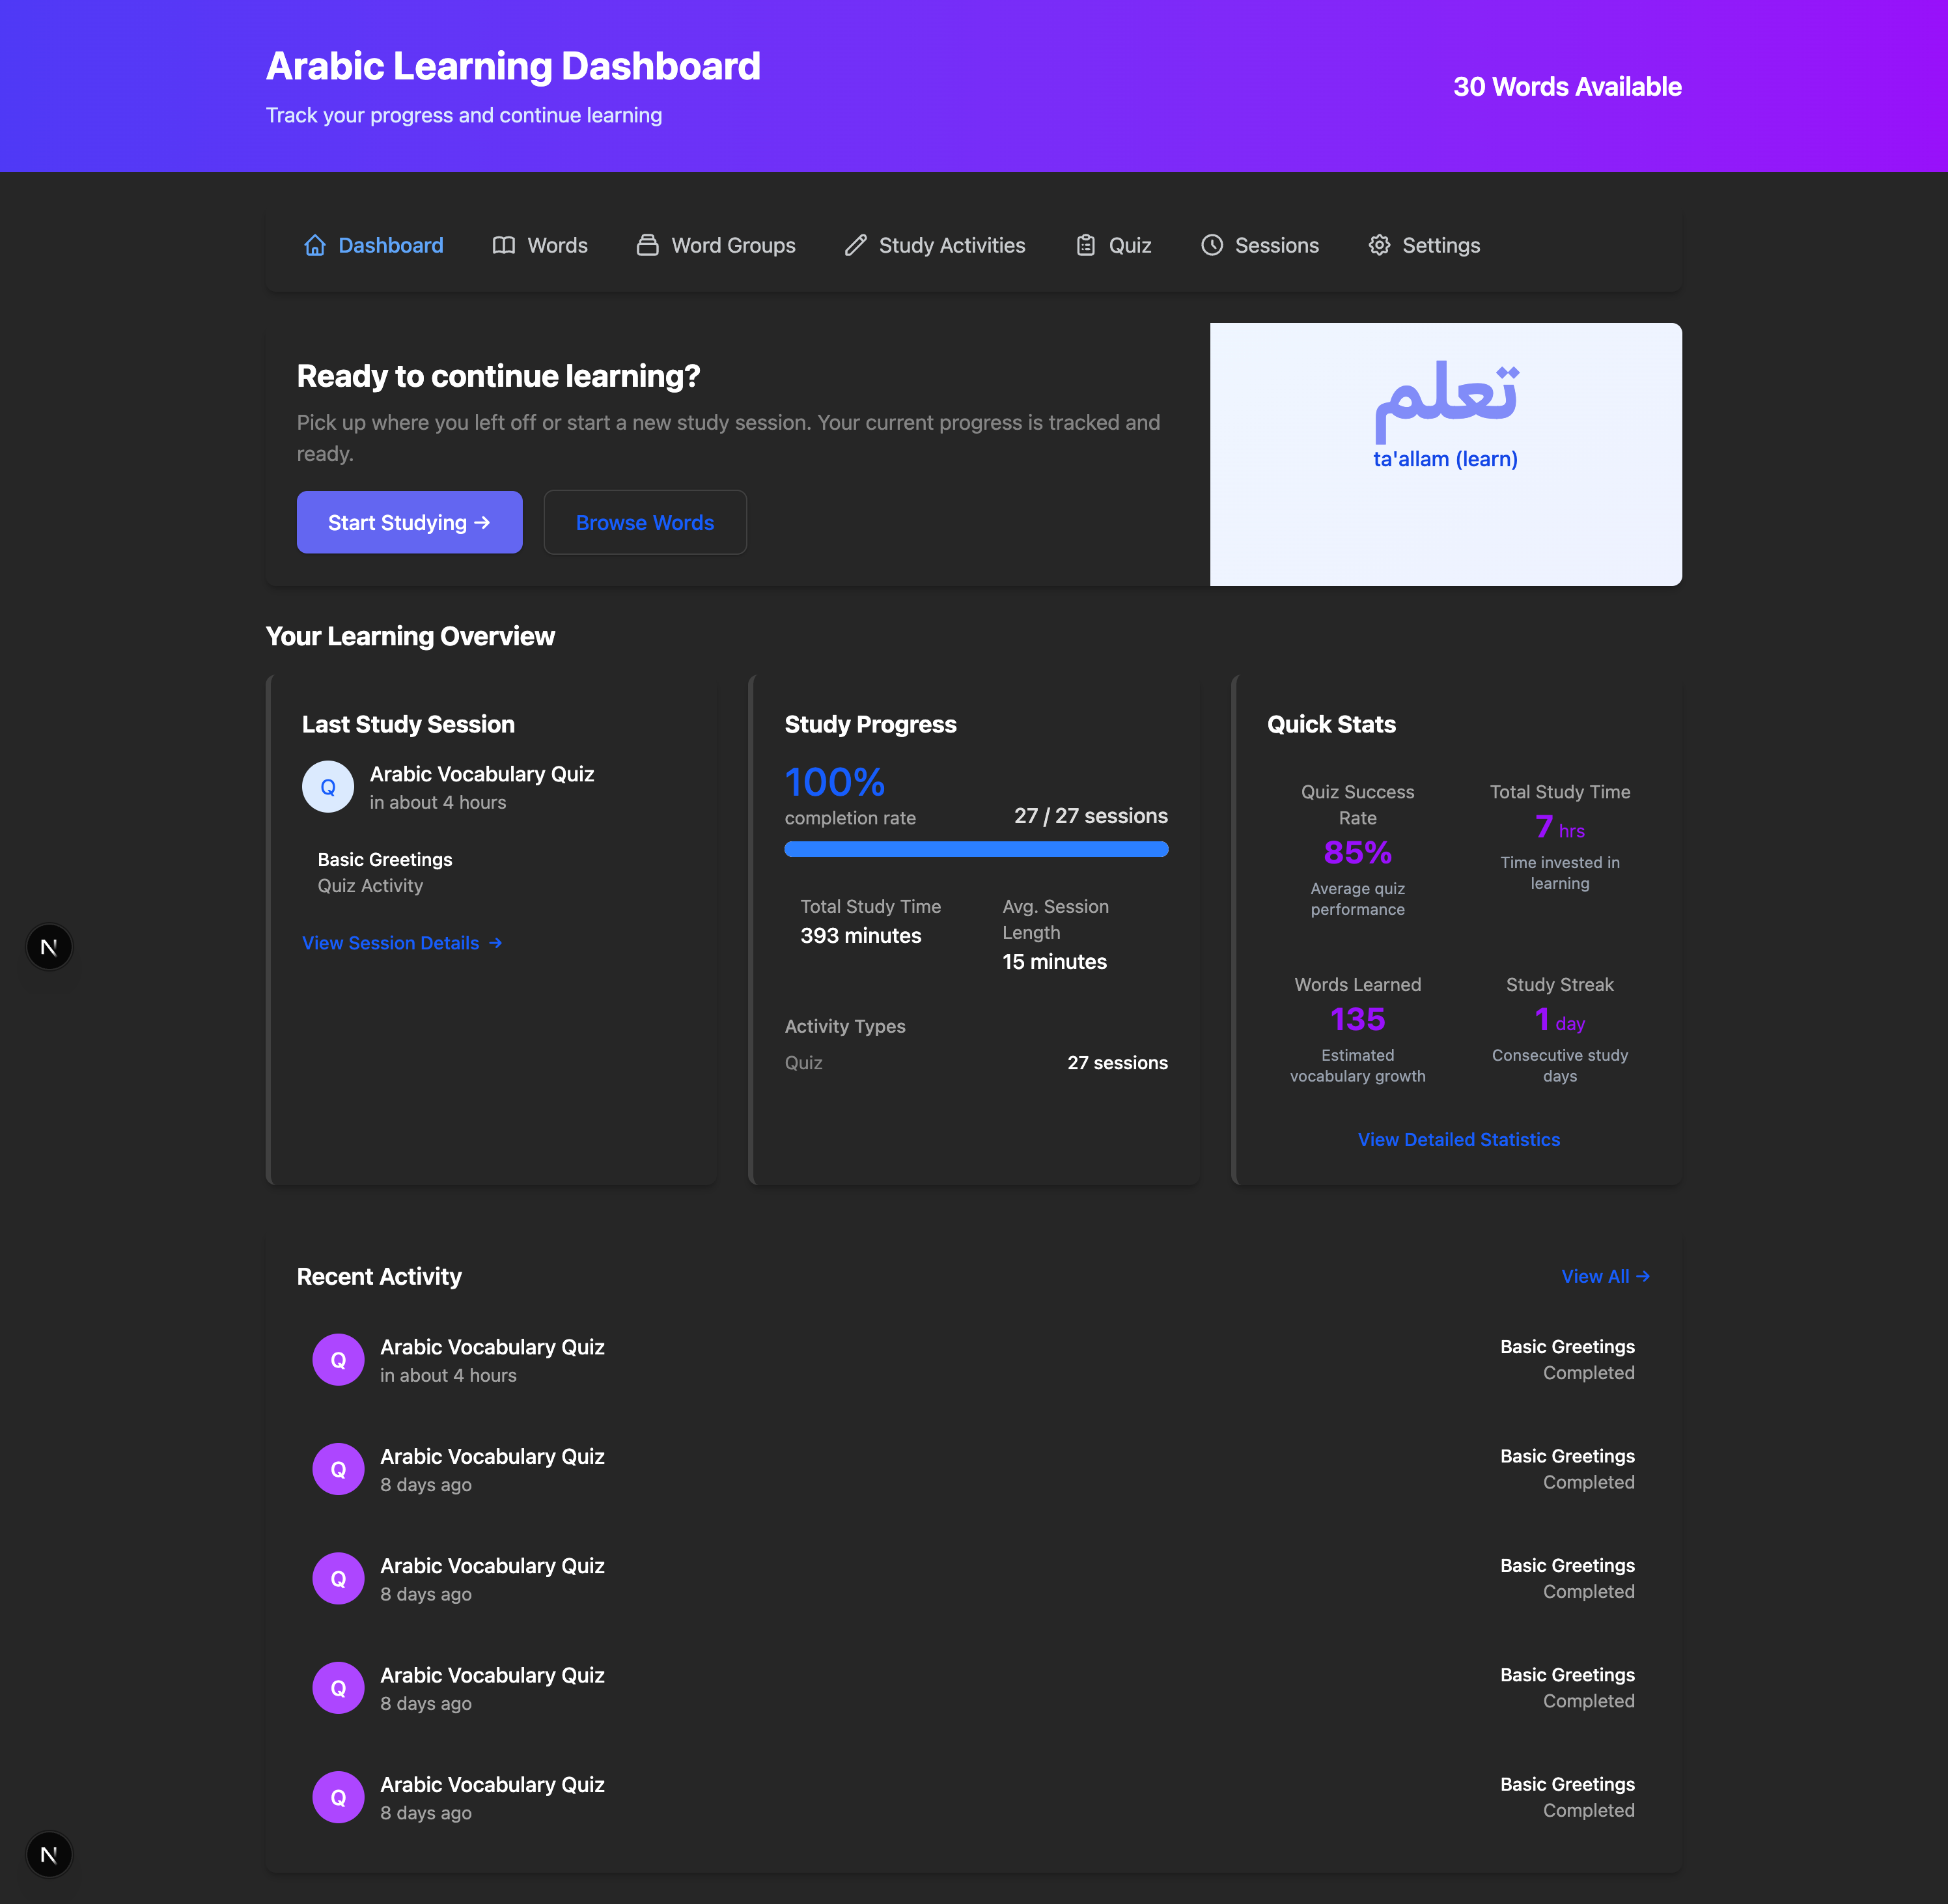 Arabic Learning Dashboard
Track your progress and continue learning
30 Words Available
Dashboard
Words
Word Groups
Study Activities
Quiz
Sessions
Settings
Ready to continue learning?
Pick up where you left off or start a new study session. Your current progress is tracked and
ready.
Start Studying →
Browse Words
تعلم
ta'allam (learn)
Your Learning Overview
Last Study Session
Q
Arabic Vocabulary Quiz
in about 4 hours
Basic Greetings
Quiz Activity
View Session Details →
Study Progress
100%
completion rate
27 / 27 sessions
Total Study Time
393 minutes
Avg. Session
Length
15 minutes
Activity Types
Quiz
27 sessions
Quick Stats
Quiz Success
Rate
85%
Average quiz
performance
Total Study Time
7 hrs
Time invested in
learning
Words Learned
135
Estimated
vocabulary growth
Study Streak
1 day
Consecutive study
days
View Detailed Statistics
Recent Activity
View All →
Q
Arabic Vocabulary Quiz
in about 4 hours
Basic Greetings
Completed
Q
Arabic Vocabulary Quiz
8 days ago
Basic Greetings
Completed
Q
Arabic Vocabulary Quiz
8 days ago
Basic Greetings
Completed
Q
Arabic Vocabulary Quiz
8 days ago
Basic Greetings
Completed
Q
Arabic Vocabulary Quiz
8 days ago
Basic Greetings
Completed
N
N